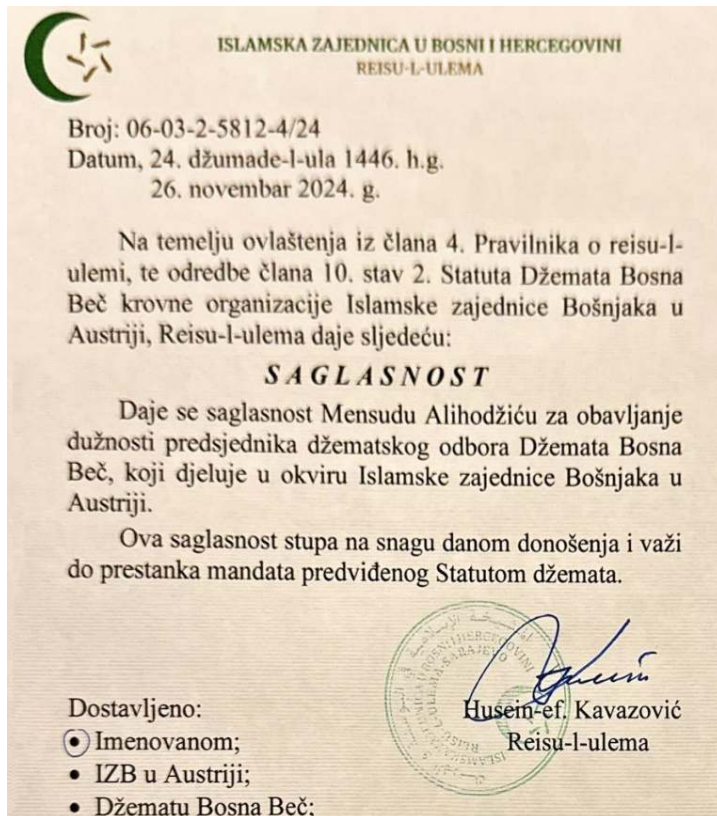 ISLAMSKA ZAJEDNICA U BOSNI I HERCEGOVINI
REISU-L-ULEMA
Broj: 06-03-2-5812-4/24
Datum, 24. džumade-l-ula 1446. h.g.
26. novembar 2024. g.
Na temelju ovlaštenja iz člana 4. Pravilnika o reisu-l-
ulemi, te odredbe člana 10. stav 2. Statuta Džemata Bosna
Beč krovne organizacije Islamske zajednice Bošnjaka u
Austriji, Reisu-l-ulema daje sljedeću:
SAGLASNOST
Daje se saglasnost Mensudu Alihodžiću za obavljanje
dužnosti predsjednika džematskog odbora Džemata Bosna
Beč, koji djeluje u okviru Islamske zajednice Bošnjaka u
Austriji.
Ova saglasnost stupa na snagu danom donošenja i važi
do prestanka mandata predviđenog Statutom džemata.
Husein-ef. Kavazović
Reisu-l-ulema
Dostavljeno:
• Imenovanom;
• IZB u Austriji;
• Džematu Bosna Beč;